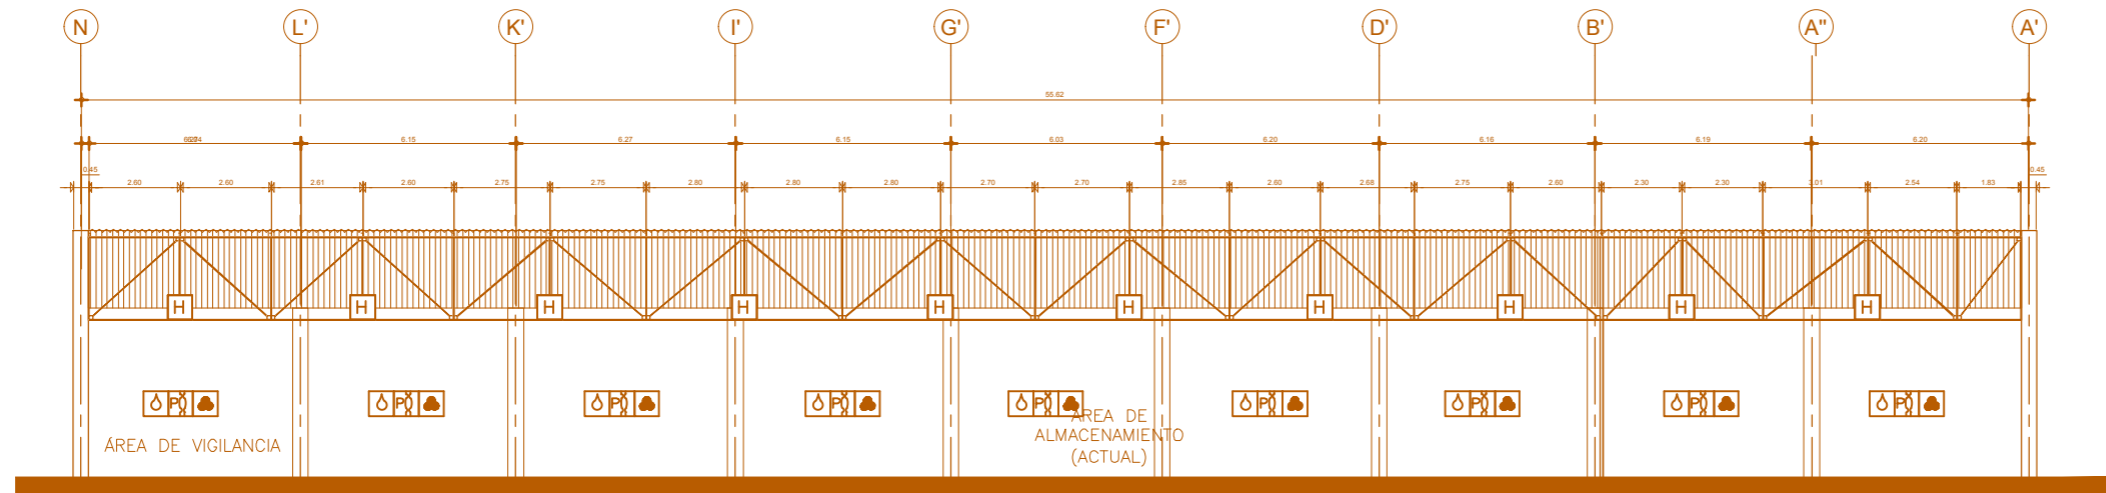 N L' K' I' G' F' D' B' A'' A'
55.62
6.15 6.27 6.15 6.03 6.20 6.16 6.19 6.20
0.45 2.60 2.60 2.61 2.60 2.75 2.75 2.80 2.80 2.80 2.70 2.70 2.85 2.60 2.68 2.75 2.60 2.30 2.30 2.54 1.83 0.45
H H H H H H H H H H
P P P P P P P P P
ÁREA DE VIGILANCIA
ÁREA DE
ALMACENAMIENTO
(ACTUAL)